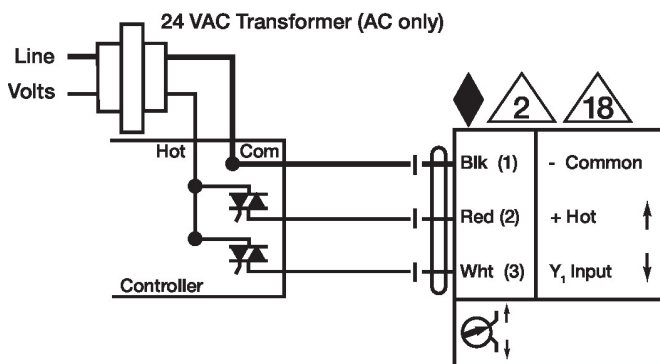 24 VAC Transformer (AC only)
Line
Volts
2
18
Hot
Com
Blk (1)
- Common
Red (2)
+ Hot
Wht (3)
Y₁ Input
Controller